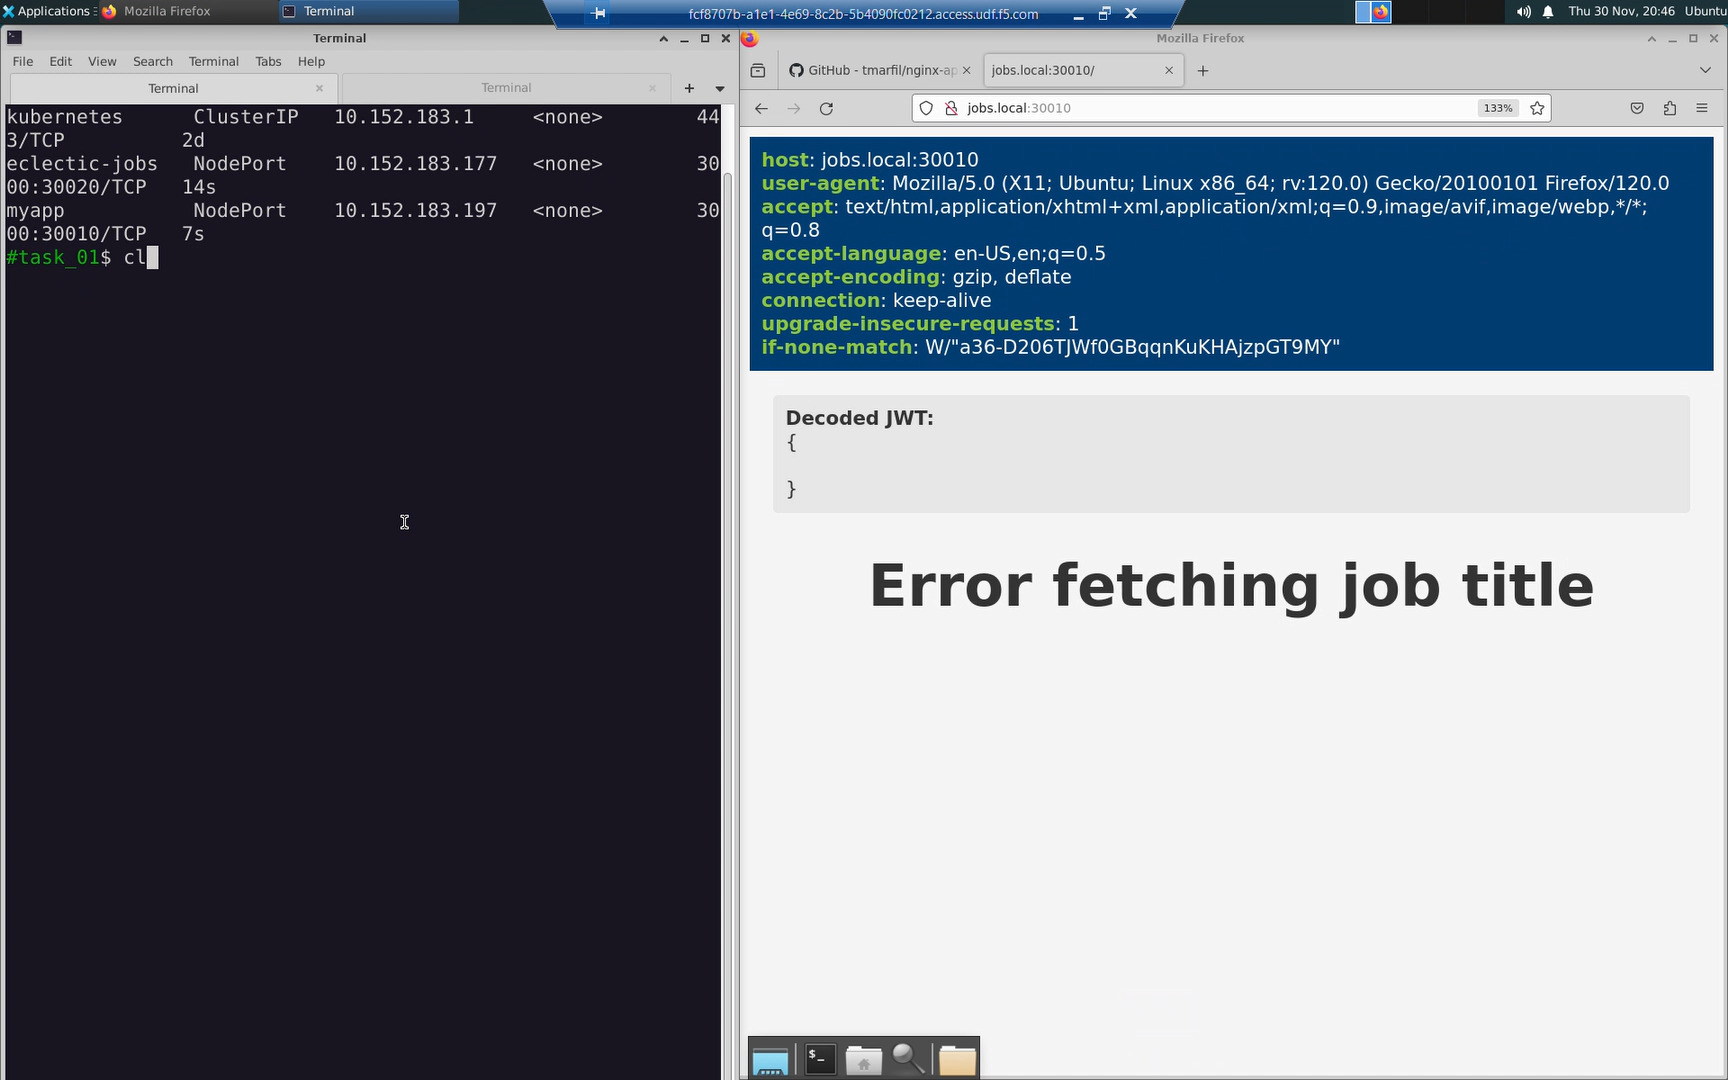 Applications
Mozilla Firefox
Terminal
fcf8707b-a1e1-4e69-8c2b-5b4090fc0212.access.udf.f5.com
Thu 30 Nov, 20:46
Ubuntu
Terminal
File Edit View Search Terminal Tabs Help
Terminal
Terminal
kubernetes ClusterIP 10.152.183.1 <none> 44
3/TCP 2d
eclectic-jobs NodePort 10.152.183.177 <none> 30
00:30020/TCP 14s
myapp NodePort 10.152.183.197 <none> 30
00:30010/TCP 7s
#task_01$ cl
Mozilla Firefox
GitHub - tmarfil/nginx-ap
jobs.local:30010/
jobs.local:30010
133%
host: jobs.local:30010
user-agent: Mozilla/5.0 (X11; Ubuntu; Linux x86_64; rv:120.0) Gecko/20100101 Firefox/120.0
accept: text/html,application/xhtml+xml,application/xml;q=0.9,image/avif,image/webp,*/*;
q=0.8
accept-language: en-US,en;q=0.5
accept-encoding: gzip, deflate
connection: keep-alive
upgrade-insecure-requests: 1
if-none-match: W/"a36-D206TJWf0GBqqnKuKHAjzpGT9MY"
Decoded JWT:
{
}
Error fetching job title
$_